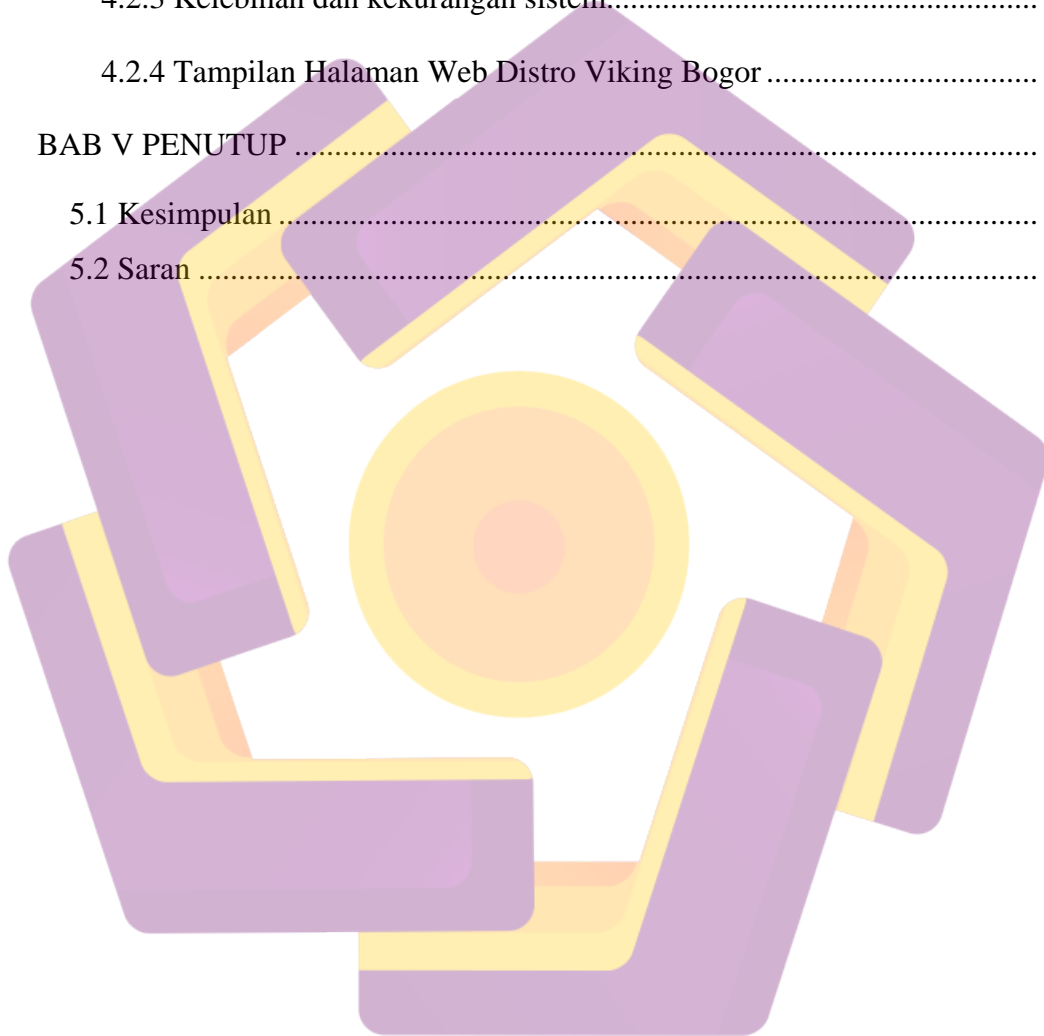 4.2.3 Kelebihan dan kekurangan sistem......................................................
4.2.4 Tampilan Halaman Web Distro Viking Bogor ..................................
BAB V PENUTUP .............................................................................................
5.1 Kesimpulan ...............................................................................................
5.2 Saran .........................................................................................................